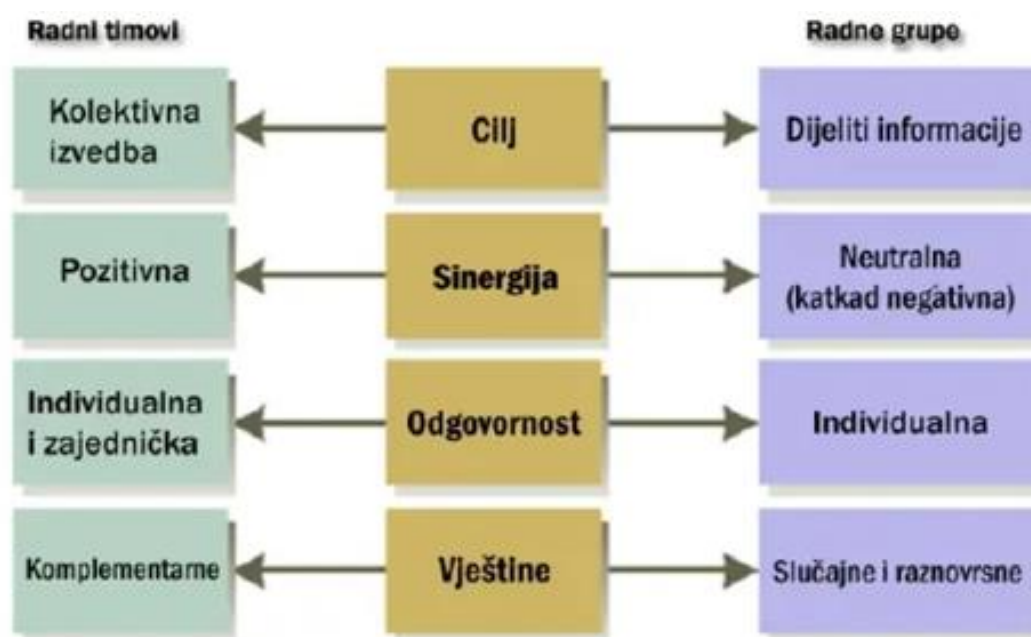 Radni timovi
Radne grupe
Kolektivna
izvedba
Cilj
Dijeliti informacije
Pozitivna
Sinergija
Neutralna
(katkad negativna)
Individualna
i zajednička
Odgovornost
Individualna
Komplementarne
Vještine
Slučajne i raznovrsne